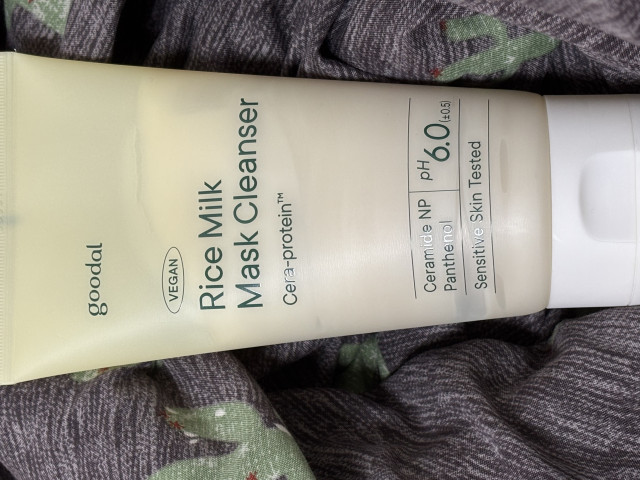 goodal
VEGAN
Rice Milk
Mask Cleanser
Cera-protein™
Ceramide NP
Panthenol
pH 6.0 (±0.5)
Sensitive Skin Tested